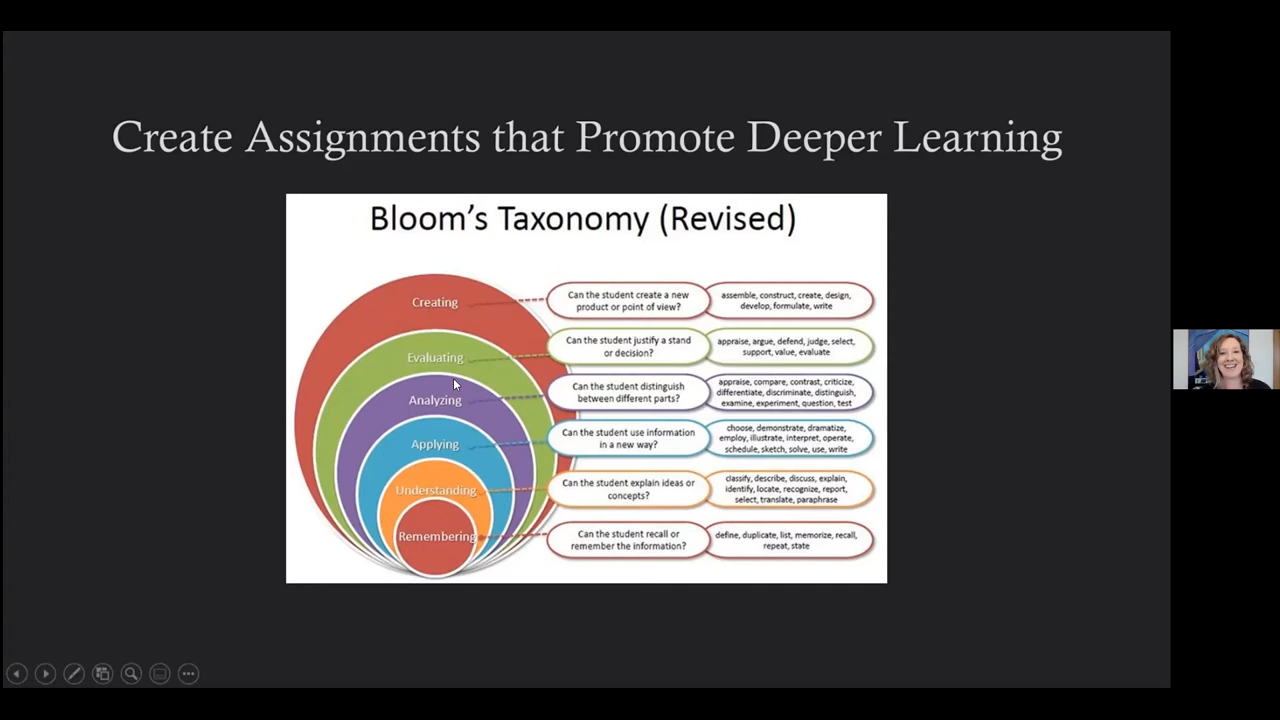 Create Assignments that Promote Deeper Learning
Bloom's Taxonomy (Revised)
Creating
Can the student create a new
product or point of view?
assemble, construct, create, design,
develop, formulate, write
Evaluating
Can the student justify a stand
or decision?
appraise, argue, defend, judge, select,
support, value, evaluate
Analyzing
Can the student distinguish
between different parts?
appraise, compare, contrast, criticize,
differentiate, discriminate, distinguish,
examine, experiment, question, test
Applying
Can the student use information
in a new way?
choose, demonstrate, dramatize,
employ, illustrate, interpret, operate,
schedule, sketch, solve, use, write
Understanding
Can the student explain ideas or
concepts?
classify, describe, discuss, explain,
identify, locate, recognize, report,
select, translate, paraphrase
Remembering
Can the student recall or
remember the information?
define, duplicate, list, memorize, recall,
repeat, state